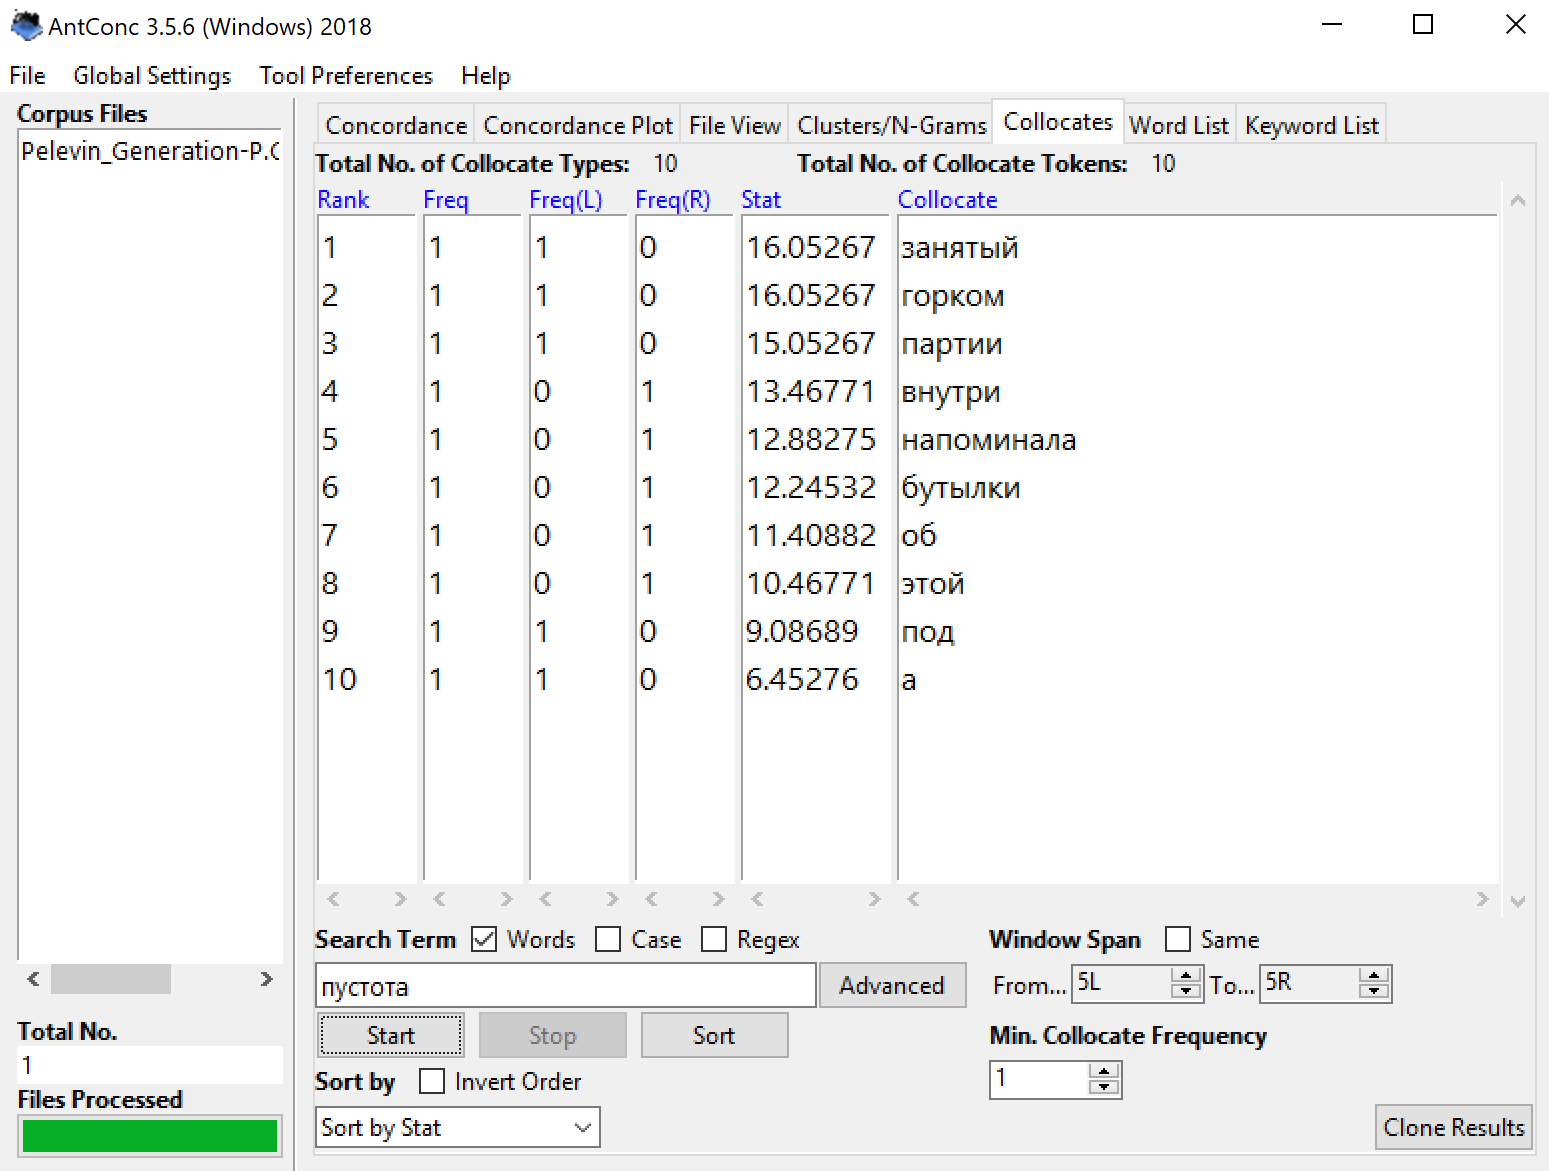 AntConc 3.5.6 (Windows) 2018
File Global Settings Tool Preferences Help
Corpus Files
Pelevin_Generation-P.
Concordance Concordance Plot File View Clusters/N-Grams Collocates Word List Keyword List
Total No. of Collocate Types: 10 Total No. of Collocate Tokens: 10
Rank Freq Freq(L) Freq(R) Stat Collocate
1 1 1 0 16.05267 занятый
2 1 1 0 16.05267 горком
3 1 1 0 15.05267 партии
4 1 0 1 13.46771 внутри
5 1 0 1 12.88275 напоминала
6 1 0 1 12.24532 бутылки
7 1 0 1 11.40882 об
8 1 0 1 10.46771 этой
9 1 1 0 9.08689 под
10 1 1 0 6.45276 а
Search Term Words Case Regex Window Span Same
пустота Advanced From... 5L To... 5R
Start Stop Sort
Total No.
1
Min. Collocate Frequency
1
Files Processed
Sort by Invert Order
Sort by Stat
Clone Results